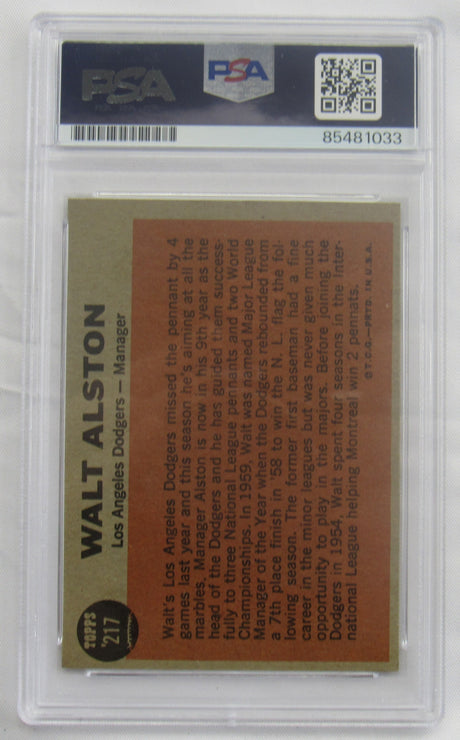 PSA
PSA
85481033
TOPPS
'217
WALT ALSTON
Los Angeles Dodgers — Manager
Walt's Los Angeles Dodgers missed the pennant by 4
games last year and this season he's aiming at all the
marbles. Manager Alston is now in his 9th year as the
head of the Dodgers and he has guided them success-
fully to three National League pennants and two World
Championships. In 1959, Walt was named Major League
Manager of the Year when the Dodgers rebounded from
a 7th place finish in '58 to win the N. L. flag the fol-
lowing season. The former first baseman had a fine
career in the minor leagues but was never given much
opportunity to play in the majors. Before joining the
Dodgers in 1954, Walt spent four seasons in the Inter-
national League helping Montreal win 2 pennats.
©T.C.G.—PRTD. IN U.S.A.